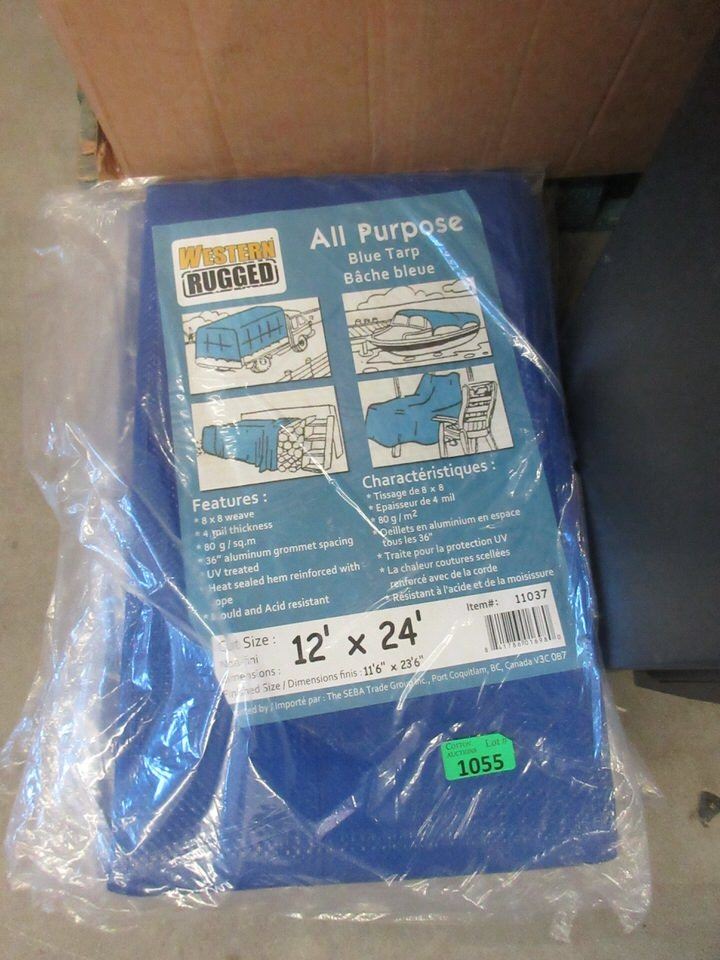 WESTERN
RUGGED
All Purpose
Blue Tarp
Bâche bleue
Features :
* 8 x 8 weave
* 4 mil thickness
* 80 g / sq.m
* 36" aluminum grommet spacing
UV treated
Heat sealed hem reinforced with
and Acid resistant
Charactéristiques :
* Tissage de 8 x 8
* Epaisseur de 4 mil
* 80 g / m2
* Oeillets en aluminium en espace
tous les 36"
* Traite pour la protection UV
* La chaleur coutures scellées
renforcé avec de la corde
* Résistant à l'acide et de la moisissure
Item#: 11037
Size : 12' x 24'
Size / Dimensions finis : 11'6" x 23'6"
/ Importé par : The SEBA Trade Group Inc., Port Coquitlam, BC, Canada V3C 0B7
COTTON Lot #
AUCTIONS
1055